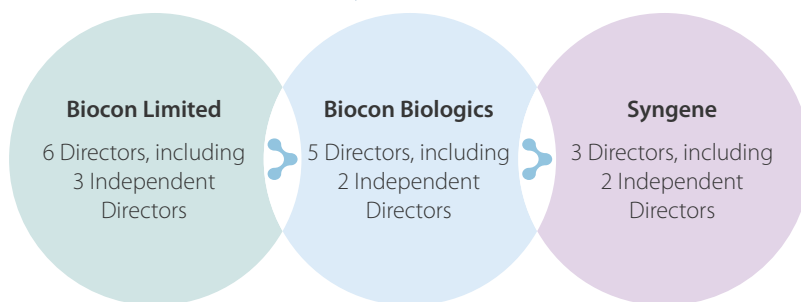 Biocon Limited
6 Directors, including
3 Independent
Directors
Biocon Biologics
5 Directors, including
2 Independent
Directors
Syngene
3 Directors, including
2 Independent
Directors